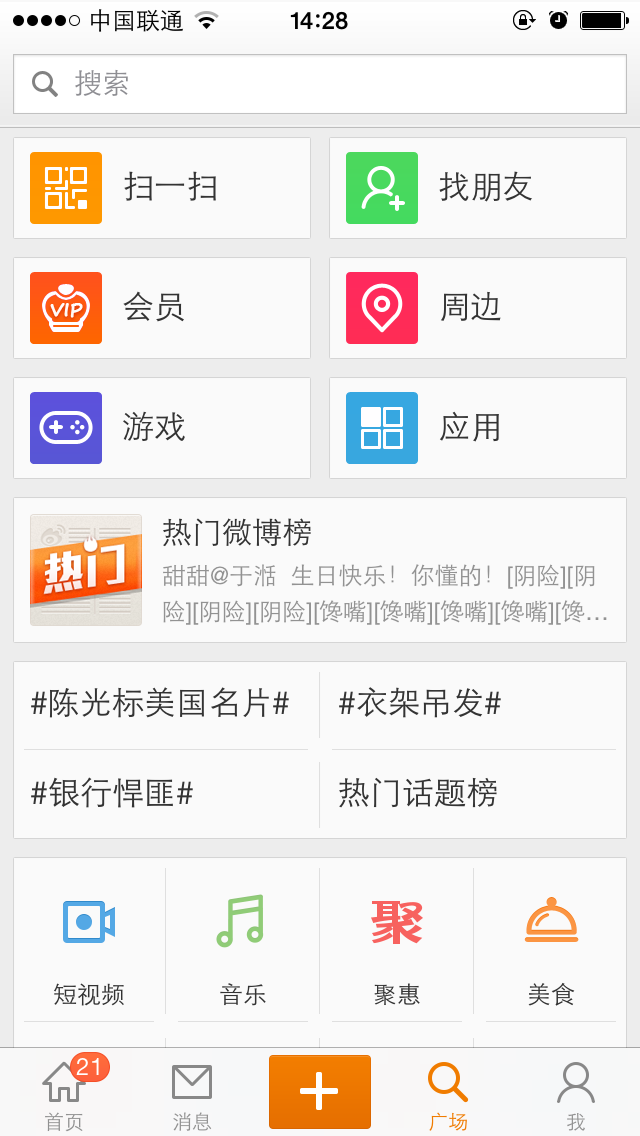 中国联通 14:28
搜索
扫一扫 找朋友
VIP 会员 周边
游戏 应用
热门 热门微博榜
甜甜@于湉 生日快乐！你懂的！[阴险][阴
险][阴险][阴险][馋嘴][馋嘴][馋嘴][馋嘴][馋...
#陈光标美国名片# #衣架吊发#
#银行悍匪# 热门话题榜
聚
短视频 音乐 聚惠 美食
21
首页 消息 广场 我